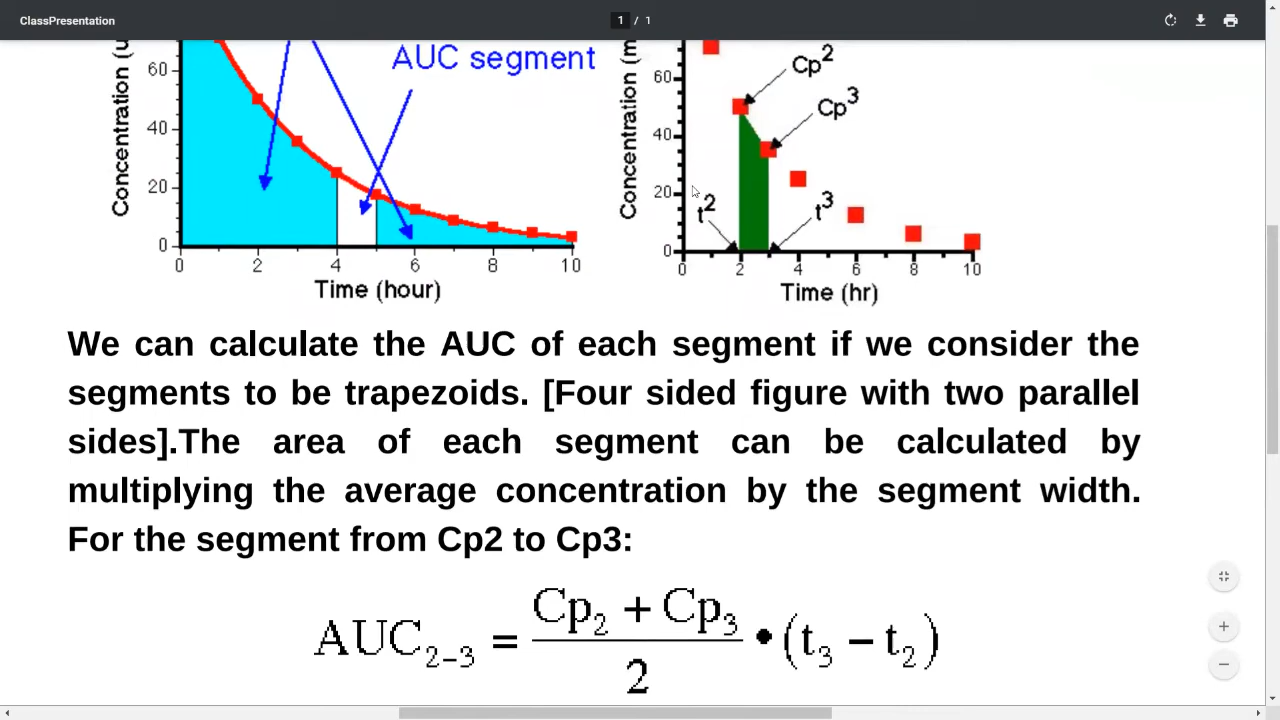 ClassPresentation
1 / 1
Concentration (u
60
40
20
0
0 2 4 6 8 10
Time (hour)
AUC segment
Concentration (m
60
40
20
0
0 2 4 6 8 10
Time (hr)
Cp2
Cp3
t2
t3
We can calculate the AUC of each segment if we consider the
segments to be trapezoids. [Four sided figure with two parallel
sides].The area of each segment can be calculated by
multiplying the average concentration by the segment width.
For the segment from Cp2 to Cp3:
AUC2-3 = Cp2 + Cp3 / 2 • (t3 – t2)